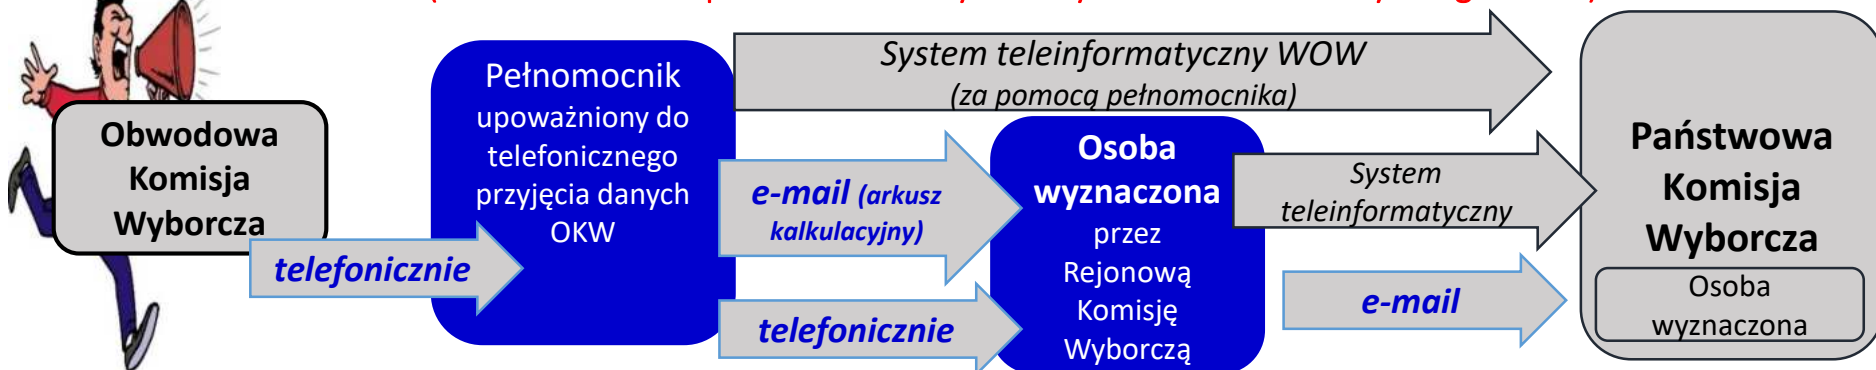 Obwodowa
Komisja
Wyborcza
telefonicznie
Pełnomocnik
upoważniony do
telefonicznego
przyjęcia danych
OKW
System teleinformatyczny WOW
(za pomocą pełnomocnika)
e-mail (arkusz
kalkulacyjny)
telefonicznie
Osoba
wyznaczona
przez
Rejonową
Komisję
Wyborczą
System
teleinformatyczny
e-mail
Państwowa
Komisja
Wyborcza
Osoba
wyznaczona